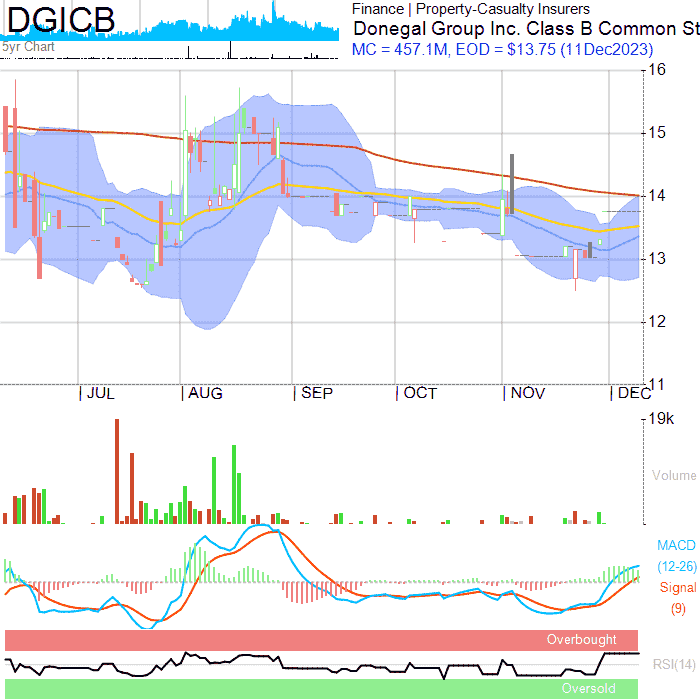 DGICB
5yr Chart
Finance | Property-Casualty Insurers
Donegal Group Inc. Class B Common St
MC = 457.1M, EOD = $13.75 (11Dec2023)
16
15
14
13
12
11
JUL AUG SEP OCT NOV DEC
19k
Volume
MACD
(12-26)
Signal
(9)
Overbought
RSI(14)
Oversold